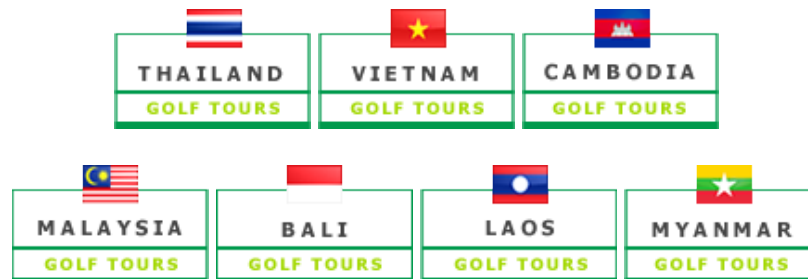 THAILAND VIETNAM CAMBODIA
GOLF TOURS GOLF TOURS GOLF TOURS
MALAYSIA BALI LAOS MYANMAR
GOLF TOURS GOLF TOURS GOLF TOURS GOLF TOURS